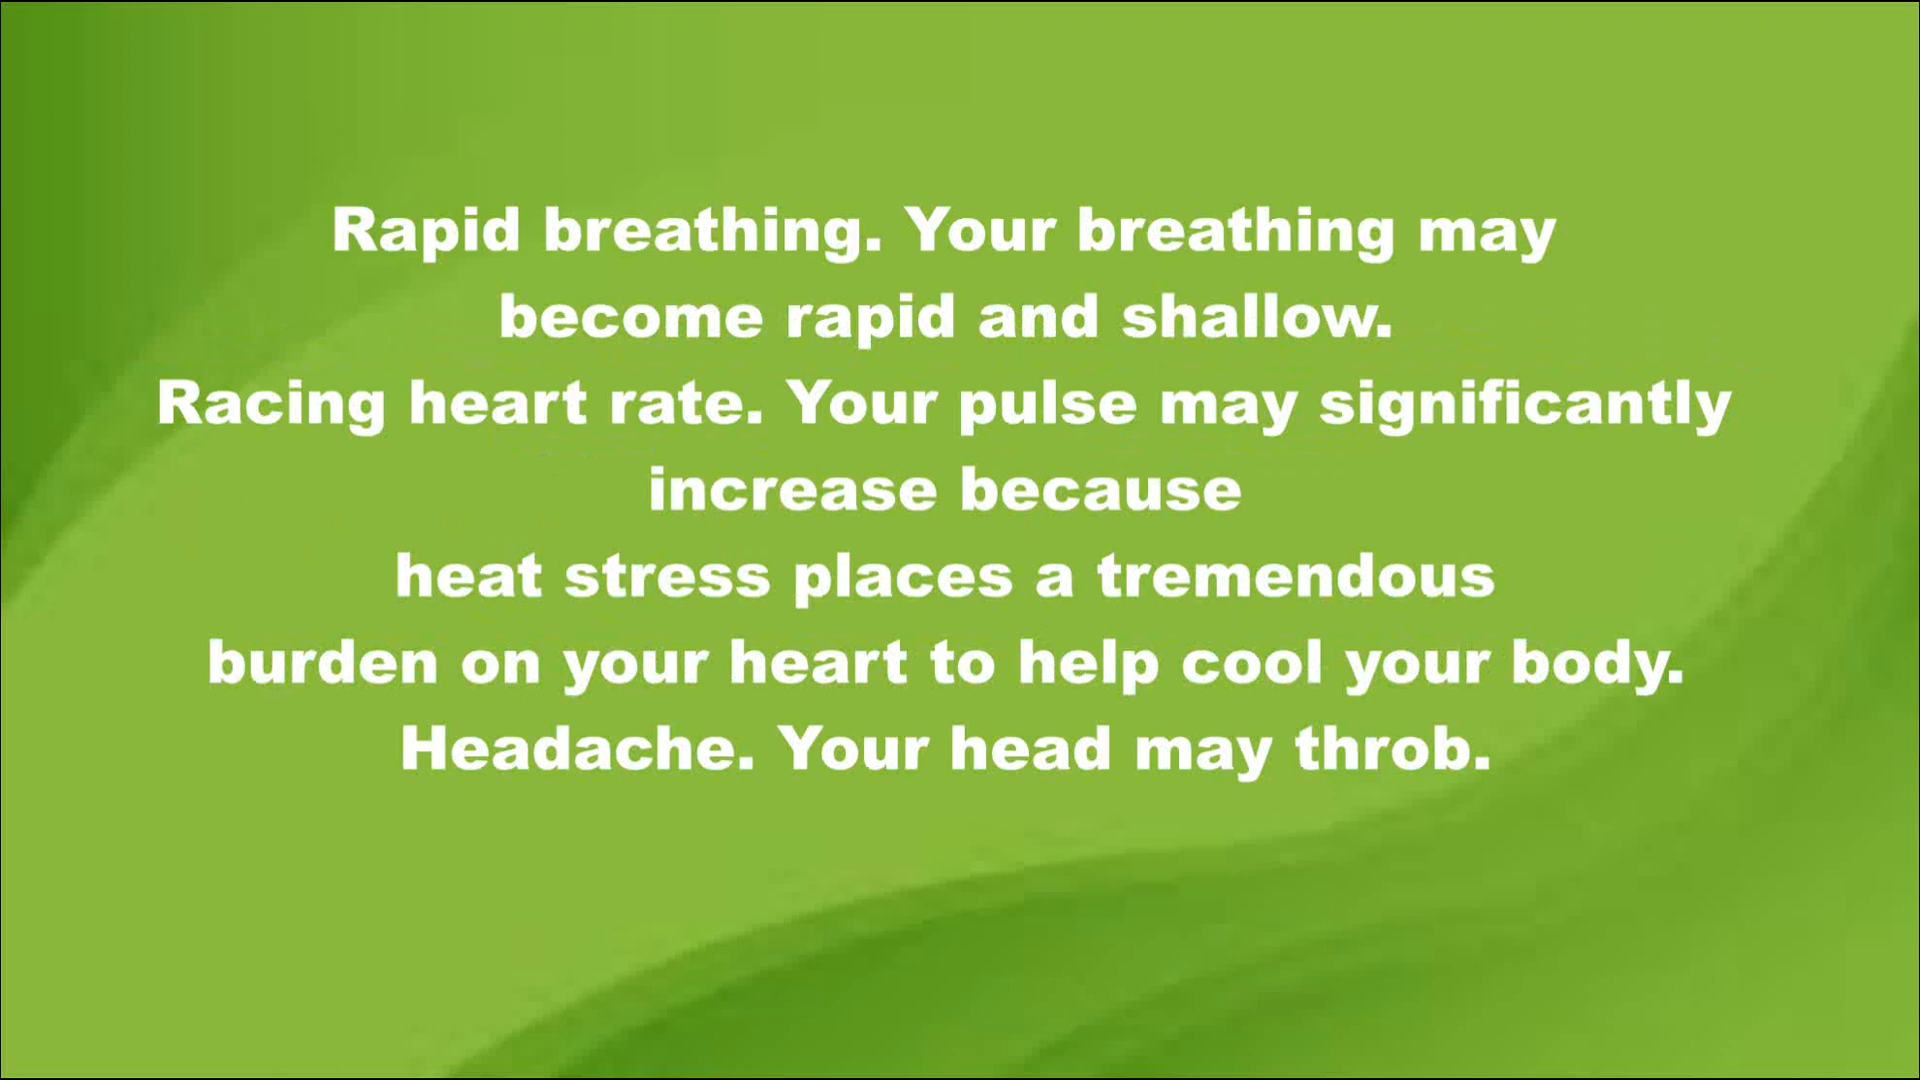 Rapid breathing. Your breathing may
become rapid and shallow.
Racing heart rate. Your pulse may significantly
increase because
heat stress places a tremendous
burden on your heart to help cool your body.
Headache. Your head may throb.